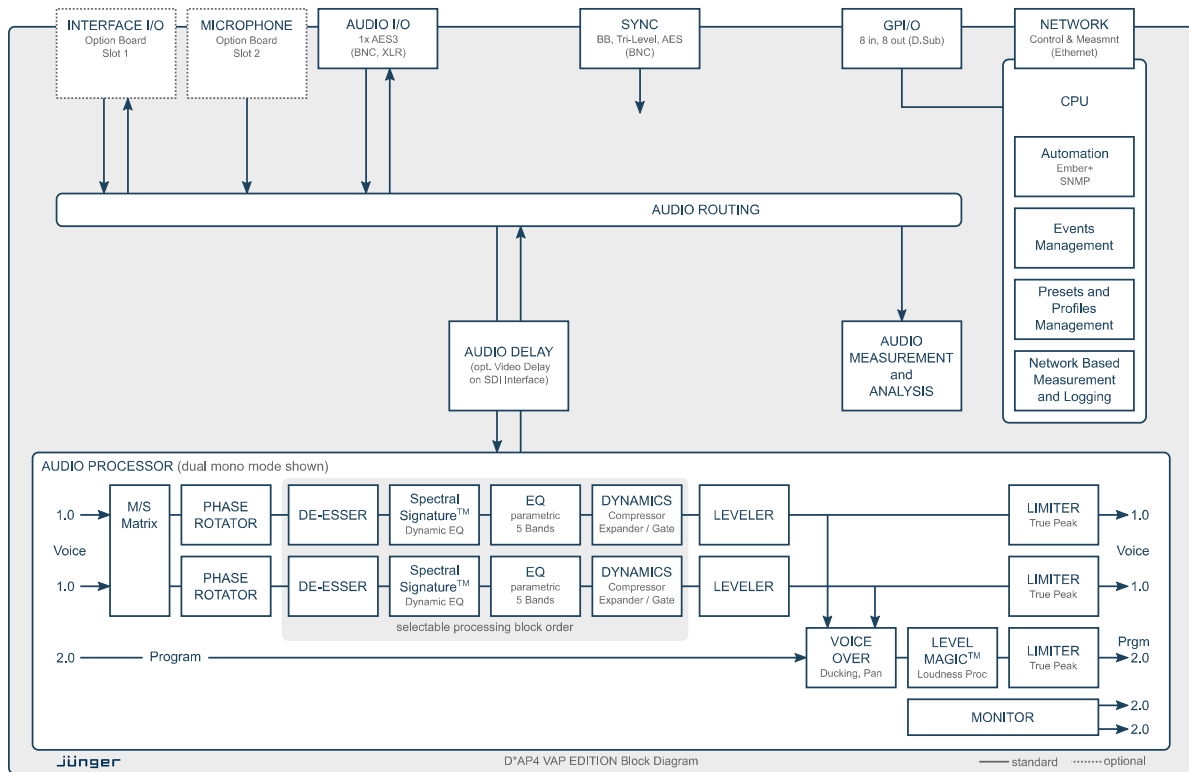 INTERFACE I/O
Option Board
Slot 1
MICROPHONE
Option Board
Slot 2
AUDIO I/O
1x AES3
(BNC, XLR)
SYNC
BB, Tri-Level, AES
(BNC)
GPI/O
8 in, 8 out (D.Sub)
NETWORK
Control & Measmnt
(Ethernet)
CPU
Automation
Ember+
SNMP
Events
Management
Presets and
Profiles
Management
Network Based
Measurement
and Logging
AUDIO ROUTING
AUDIO DELAY
(opt. Video Delay
on SDI Interface)
AUDIO
MEASUREMENT
and
ANALYSIS
AUDIO PROCESSOR (dual mono mode shown)
1.0
Voice
1.0
M/S
Matrix
PHASE
ROTATOR
DE-ESSER
Spectral
Signature™
Dynamic EQ
EQ
parametric
5 Bands
DYNAMICS
Compressor
Expander / Gate
LEVELER
LIMITER
True Peak
1.0
PHASE
ROTATOR
DE-ESSER
Spectral
Signature™
Dynamic EQ
EQ
parametric
5 Bands
DYNAMICS
Compressor
Expander / Gate
LEVELER
LIMITER
True Peak
Voice
1.0
selectable processing block order
2.0
Program
VOICE
OVER
Ducking, Pan
LEVEL
MAGIC™
Loudness Proc
LIMITER
True Peak
Prgm
2.0
MONITOR
2.0
2.0
jünger
D*AP4 VAP EDITION Block Diagram
standard
optional